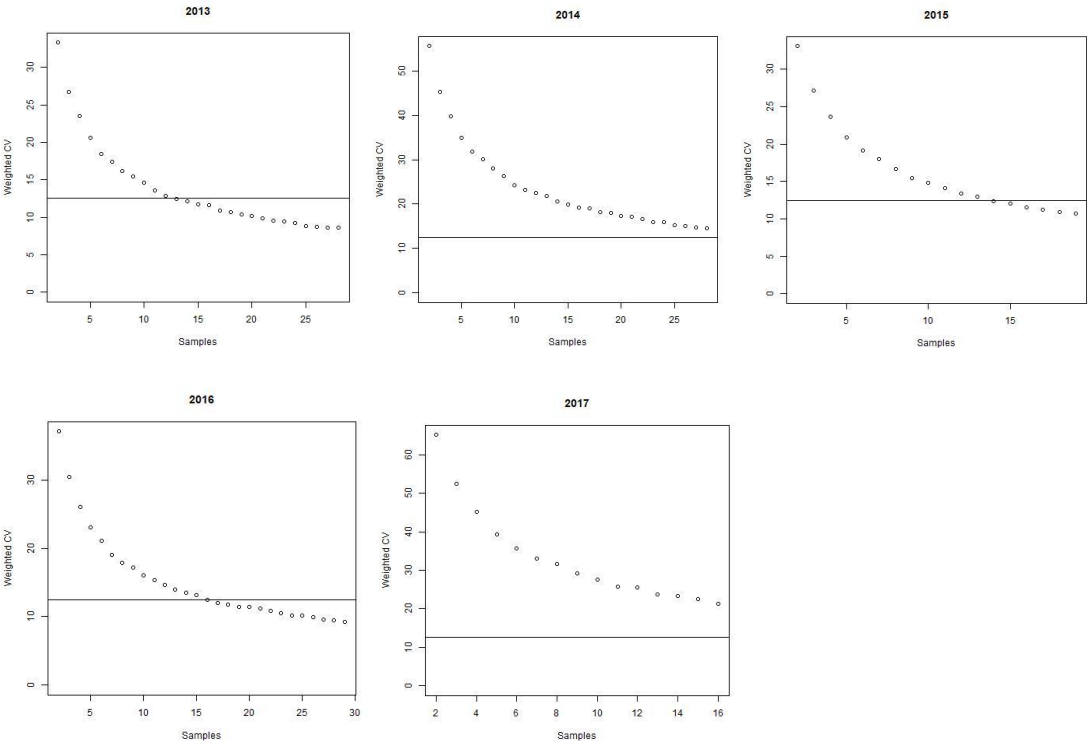 2013
Weighted CV
0 5 10 15 20 25 30
5 10 15 20 25
Samples
2014
Weighted CV
0 10 20 30 40 50
5 10 15 20 25
Samples
2015
Weighted CV
0 5 10 15 20 25 30
5 10 15
Samples
2016
Weighted CV
0 10 20 30
5 10 15 20 25 30
Samples
2017
Weighted CV
0 10 20 30 40 50 60
2 4 6 8 10 12 14 16
Samples